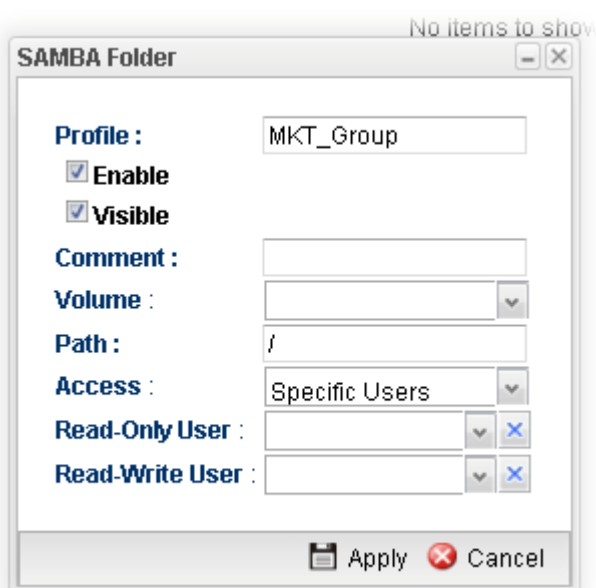 No items to show
SAMBA Folder
Profile : MKT_Group
Enable
Visible
Comment :
Volume :
Path : /
Access : Specific Users
Read-Only User :
Read-Write User :
Apply Cancel